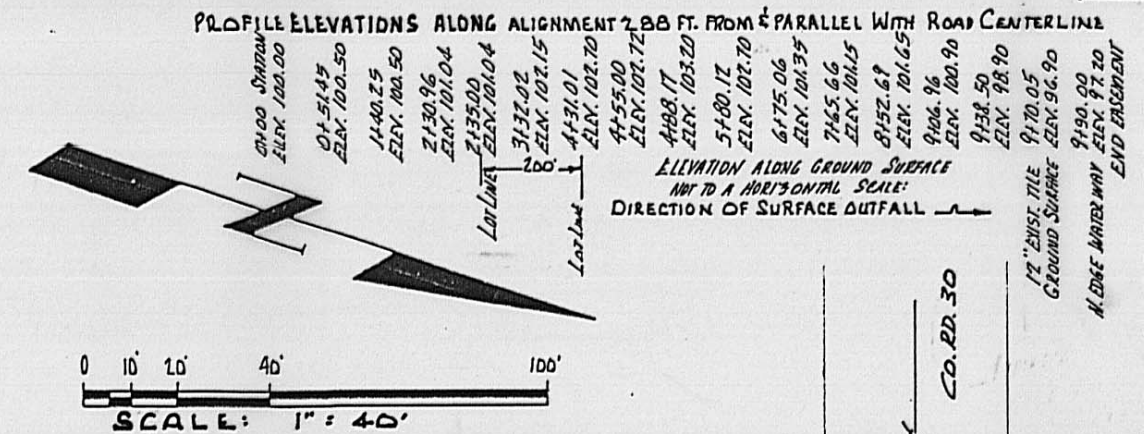 PROFILE ELEVATIONS ALONG ALIGNMENT 288 FT. FROM & PARALLEL WITH ROAD CENTERLINE
0+00 STATION
ELEV. 100.00
0+51.45
ELEV. 100.50
1+40.25
ELEV. 100.50
2+30.96
ELEV. 101.04
2+35.00
ELEV. 101.04
3+32.02
ELEV. 102.15
4+31.01
ELEV. 102.70
4+55.00
ELEV. 102.72
4+88.17
ELEV. 103.20
5+80.12
ELEV. 102.70
6+75.06
ELEV. 101.35
7+65.66
ELEV. 101.15
8+52.69
ELEV. 101.65
9+06.96
ELEV. 100.90
9+38.50
ELEV. 98.90
12" EXIST. TILE 9+70.05
GROUND SURFACE ELEV. 96.90
9+90.00
N. EDGE WATER WAY ELEV. 97.20
END EASEMENT
LOT LINE
200'
LOT LINE
ELEVATION ALONG GROUND SURFACE
NOT TO A HORIZONTAL SCALE:
DIRECTION OF SURFACE OUTFALL
CO. RD. 30
0 10' 20' 40' 100'
SCALE: 1" = 40'